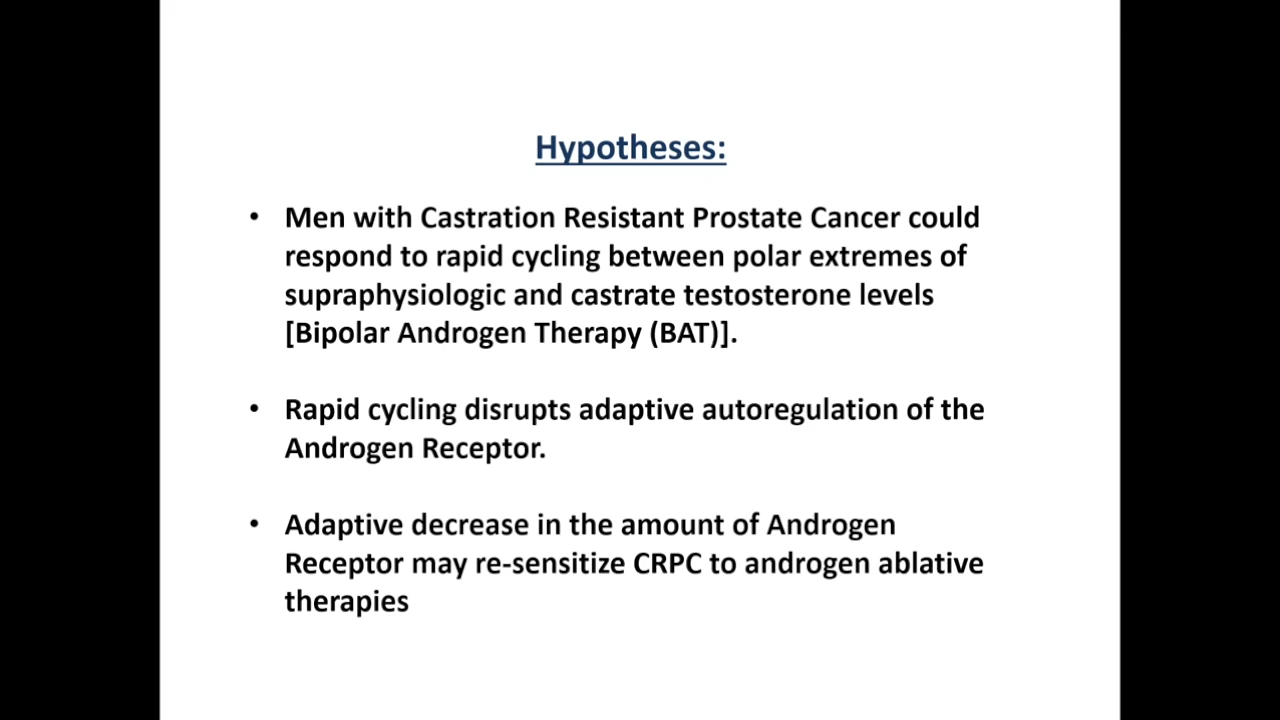 Hypotheses:
• Men with Castration Resistant Prostate Cancer could
respond to rapid cycling between polar extremes of
supraphysiologic and castrate testosterone levels
[Bipolar Androgen Therapy (BAT)].
• Rapid cycling disrupts adaptive autoregulation of the
Androgen Receptor.
• Adaptive decrease in the amount of Androgen
Receptor may re-sensitize CRPC to androgen ablative
therapies